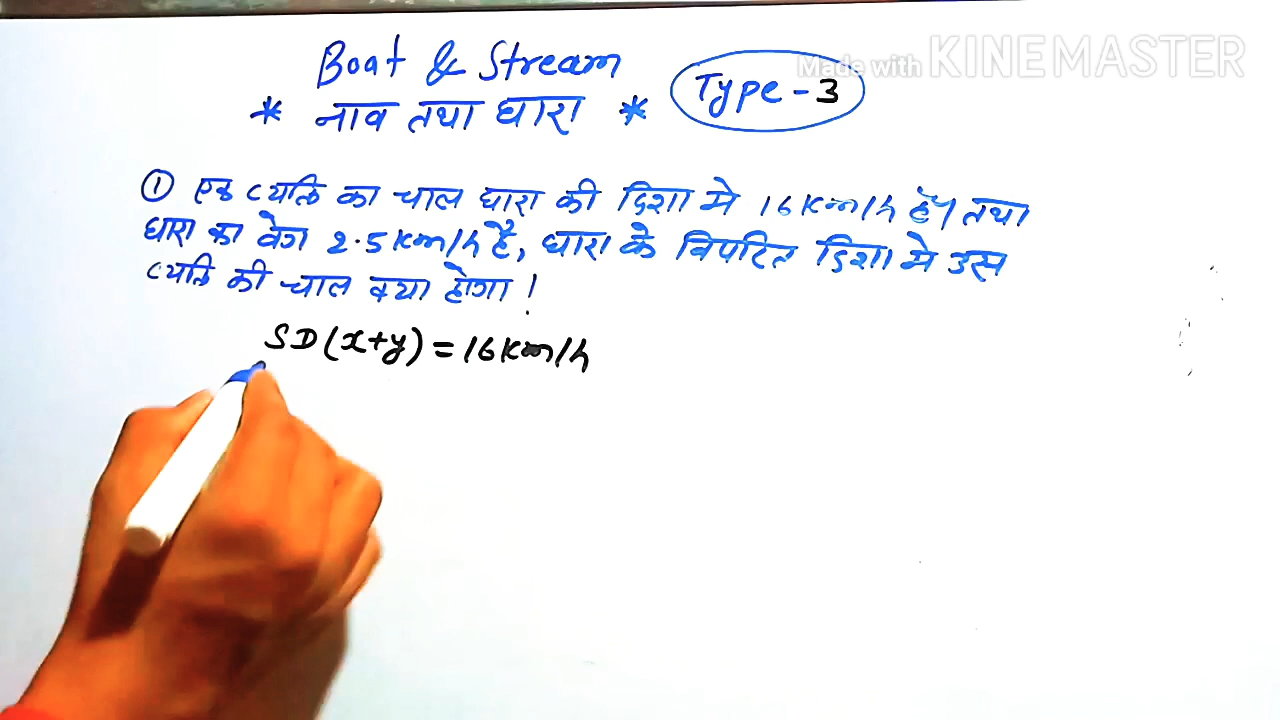 Boat & Stream
Made with KINEMASTER
Type-3
* नाव तथा धारा *
① एक व्यक्ति का चाल धारा की दिशा मे 16Km/h है। तथा
धारा का वेग 2.5Km/h है, धारा के विपरित दिशा मे उस
व्यक्ति की चाल क्या होगा !
SD(x+y) = 16Km/h